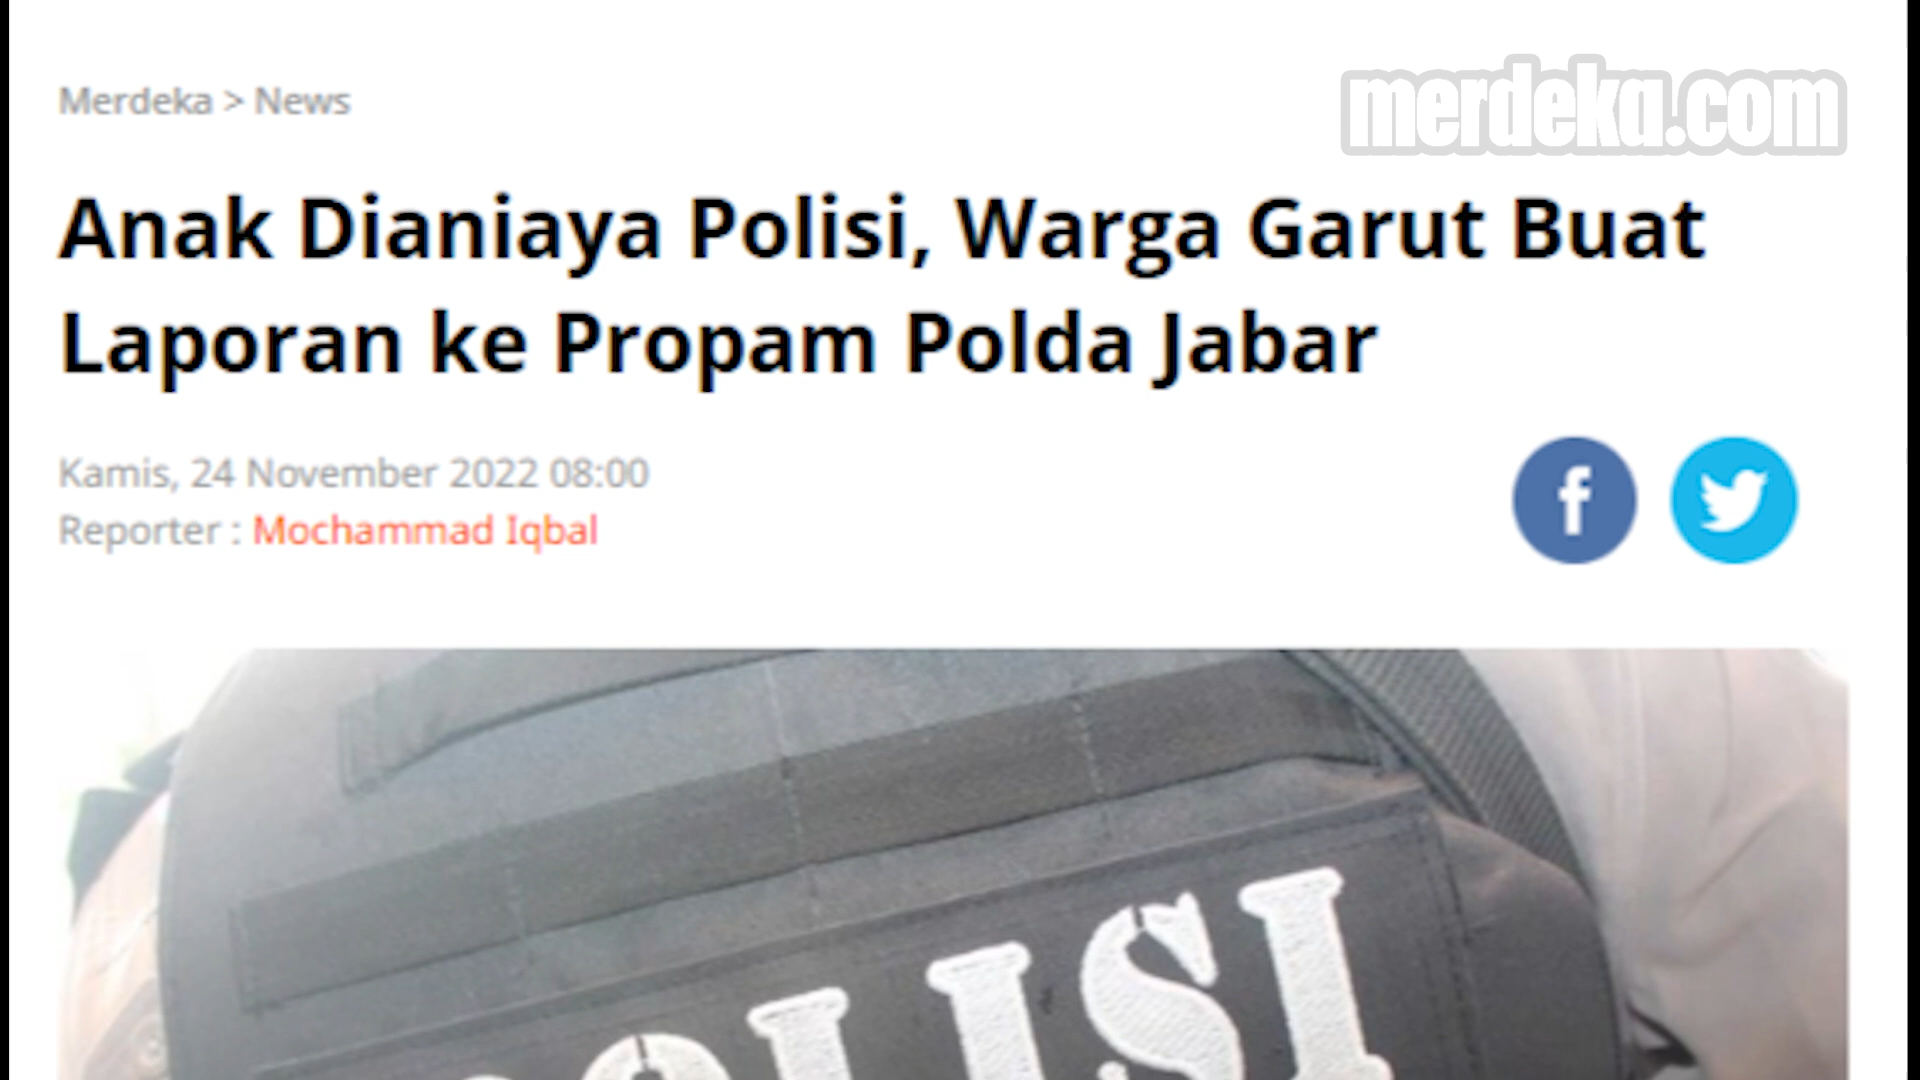 Merdeka > News
merdeka.com
Anak Dianiaya Polisi, Warga Garut Buat
Laporan ke Propam Polda Jabar
Kamis, 24 November 2022 08:00
Reporter : Mochammad Iqbal
POLISI